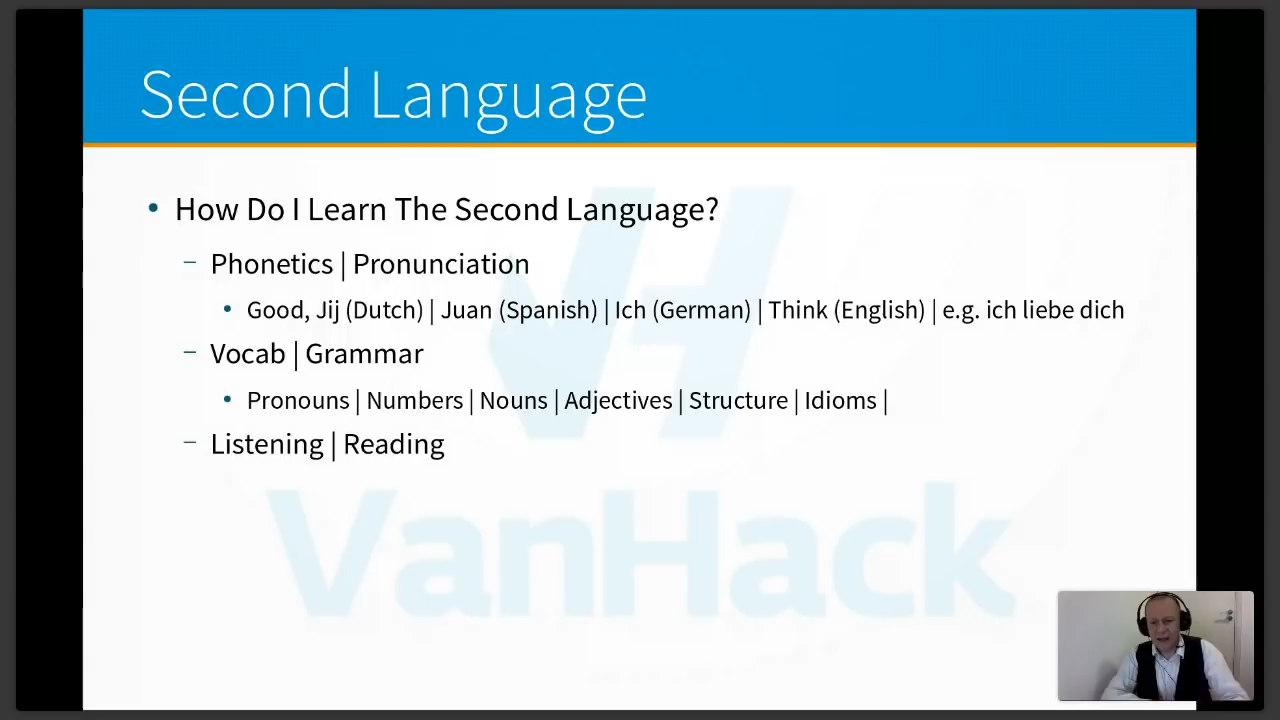 Second Language
How Do I Learn The Second Language?
Phonetics | Pronunciation
Good, Jij (Dutch) | Juan (Spanish) | Ich (German) | Think (English) | e.g. ich liebe dich
Vocab | Grammar
Pronouns | Numbers | Nouns | Adjectives | Structure | Idioms |
Listening | Reading
VH
VanHack